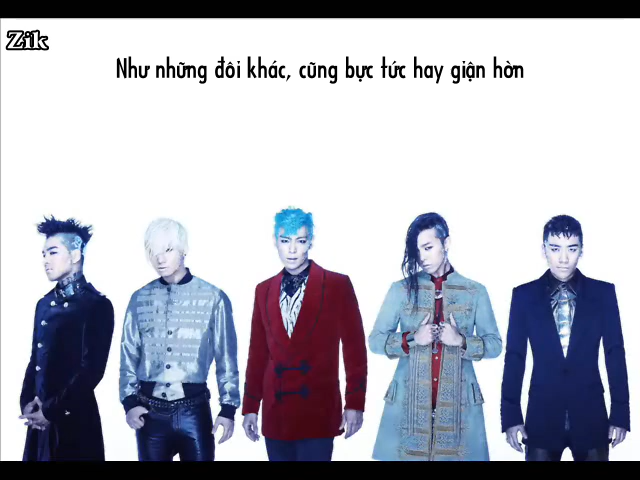 Zik
Như những đôi khác, cũng bực tức hay giận hờn